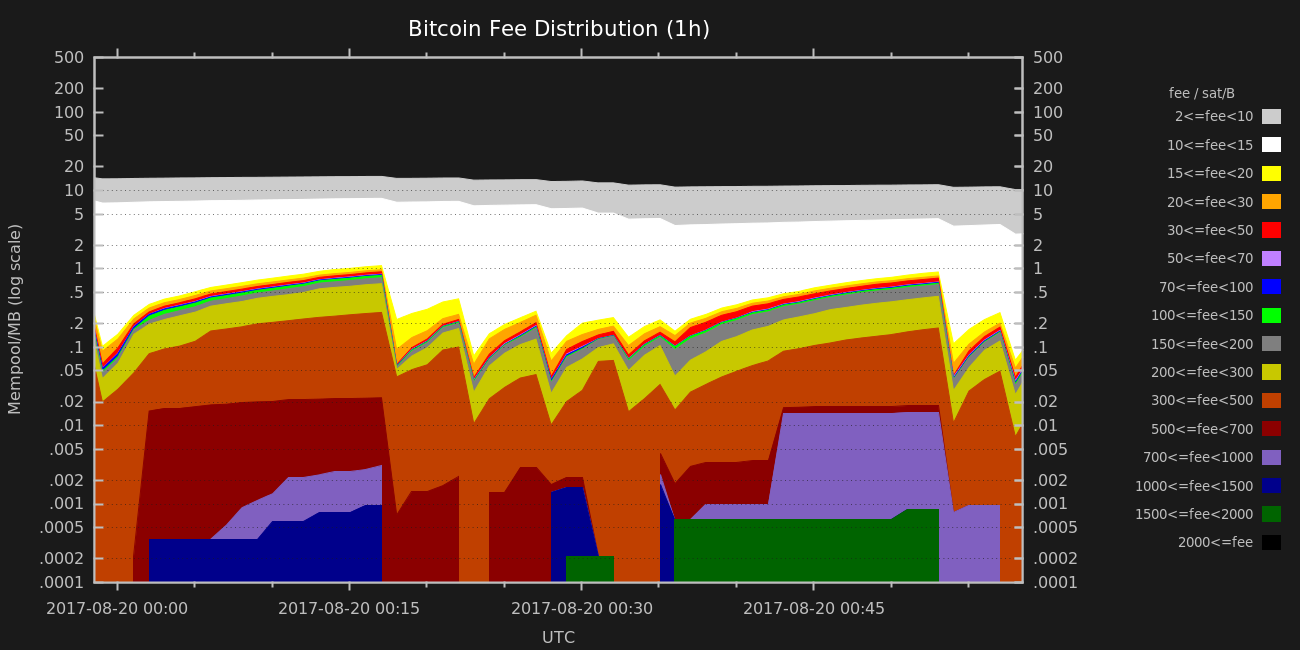 Bitcoin Fee Distribution (1h)
Mempool/MB (log scale)
500
200
100
50
20
10
5
2
1
.5
.2
.1
.05
.02
.01
.005
.002
.001
.0005
.0002
.0001
500
200
100
50
20
10
5
2
1
.5
.2
.1
.05
.02
.01
.005
.002
.001
.0005
.0002
.0001
2017-08-20 00:00
2017-08-20 00:15
2017-08-20 00:30
2017-08-20 00:45
UTC
fee / sat/B
2<=fee<10
10<=fee<15
15<=fee<20
20<=fee<30
30<=fee<50
50<=fee<70
70<=fee<100
100<=fee<150
150<=fee<200
200<=fee<300
300<=fee<500
500<=fee<700
700<=fee<1000
1000<=fee<1500
1500<=fee<2000
2000<=fee